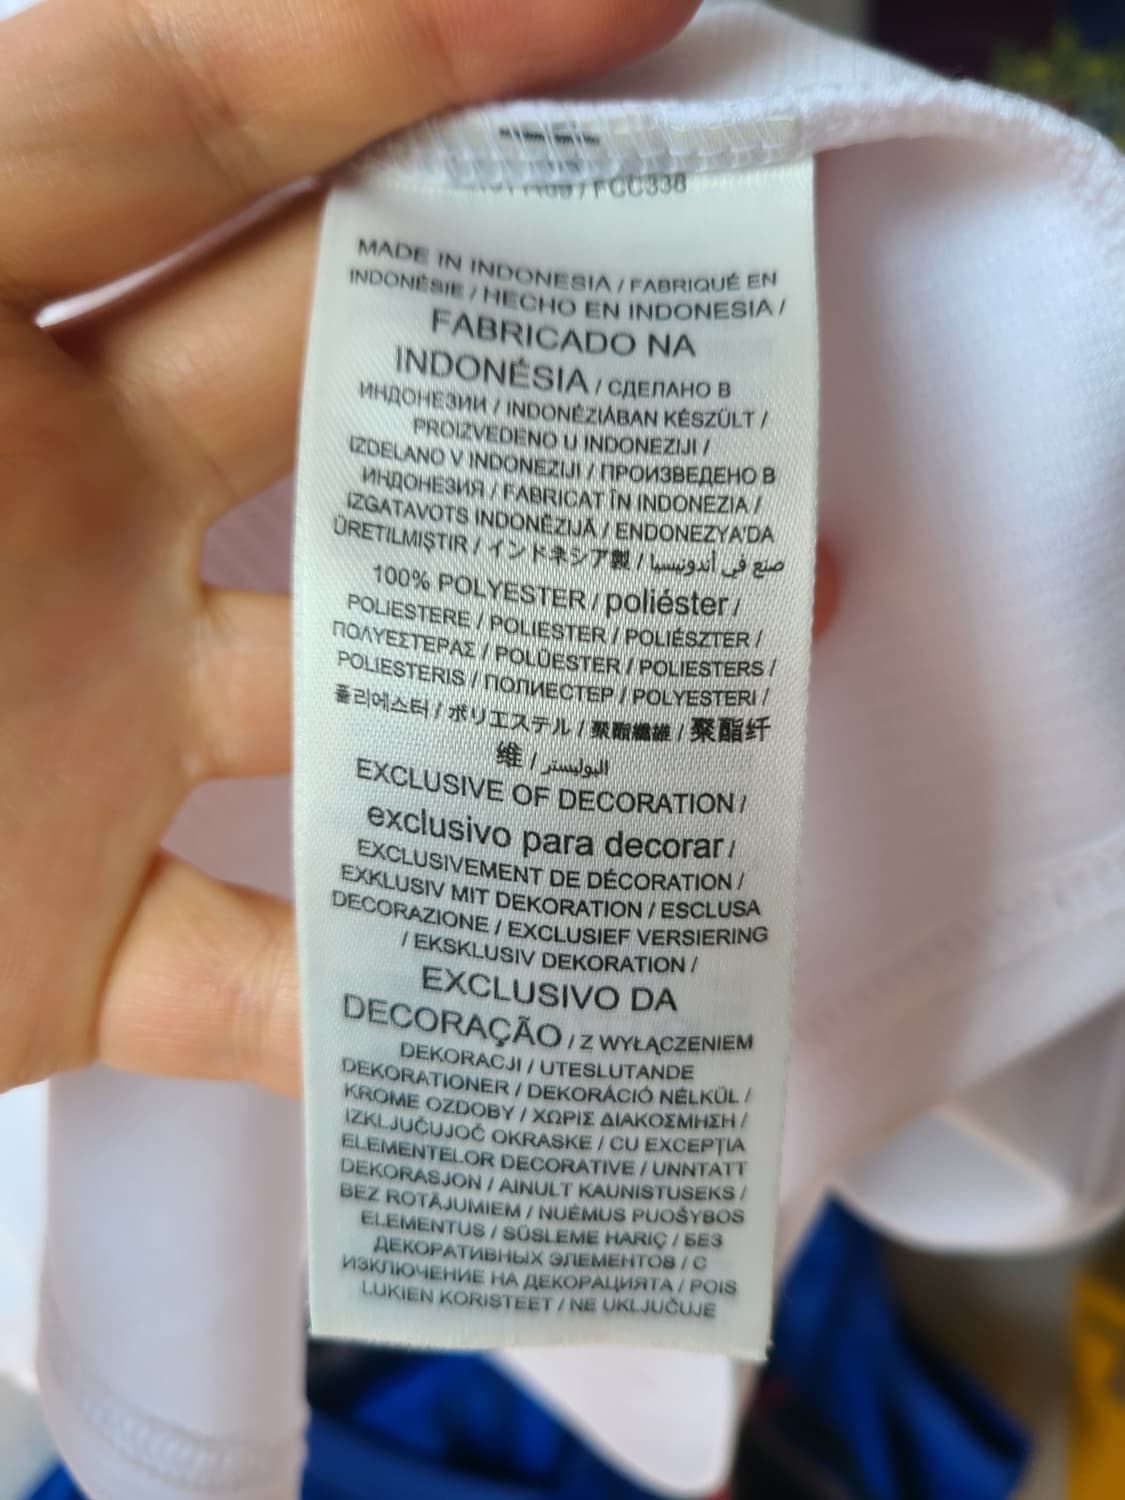 / FCC338
MADE IN INDONESIA / FABRIQUÉ EN
INDONÉSIE / HECHO EN INDONESIA /
FABRICADO NA
INDONÉSIA / СДЕЛАНО В
ИНДОНЕЗИИ / INDONÉZIÁBAN KÉSZÜLT /
PROIZVEDENO U INDONEZIJI /
IZDELANO V INDONEZIJI / ПРОИЗВЕДЕНО В
ИНДОНЕЗИЯ / FABRICAT ÎN INDONEZIA /
IZGATAVOTS INDONĒZIJĀ / ENDONEZYA'DA
ÜRETİLMİŞTİR / インドネシア製 / صنع في أندونيسيا
100% POLYESTER / poliéster /
POLIESTERE / POLIESTER / POLIÉSZTER /
ΠΟΛΥΕΣΤΕΡΑΣ / POLÜESTER / POLIESTERS /
POLIESTERIS / ПОЛИЕСТЕР / POLYESTERI /
폴리에스터 / ポリエステル / 聚酯纖維 / 聚酯纤
维 / البوليستر
EXCLUSIVE OF DECORATION /
exclusivo para decorar /
EXCLUSIVEMENT DE DÉCORATION /
EXKLUSIV MIT DEKORATION / ESCLUSA
DECORAZIONE / EXCLUSIEF VERSIERING
/ EKSKLUSIV DEKORATION /
EXCLUSIVO DA
DECORAÇÃO / Z WYŁĄCZENIEM
DEKORACJI / UTESLUTANDE
DEKORATIONER / DEKORÁCIÓ NÉLKÜL /
KROME OZDOBY / ΧΩΡΙΣ ΔΙΑΚΟΣΜΗΣΗ /
IZKLJUČUJOČ OKRASKE / CU EXCEPȚIA
ELEMENTELOR DECORATIVE / UNNTATT
DEKORASJON / AINULT KAUNISTUSEKS /
BEZ ROTĀJUMIEM / NUĖMUS PUOŠYBOS
ELEMENTUS / SÜSLEME HARİÇ / БЕЗ
ДЕКОРАТИВНЫХ ЭЛЕМЕНТОВ / С
ИЗКЛЮЧЕНИЕ НА ДЕКОРАЦИЯТА / POIS
LUKIEN KORISTEET / NE UKLJUČUJE